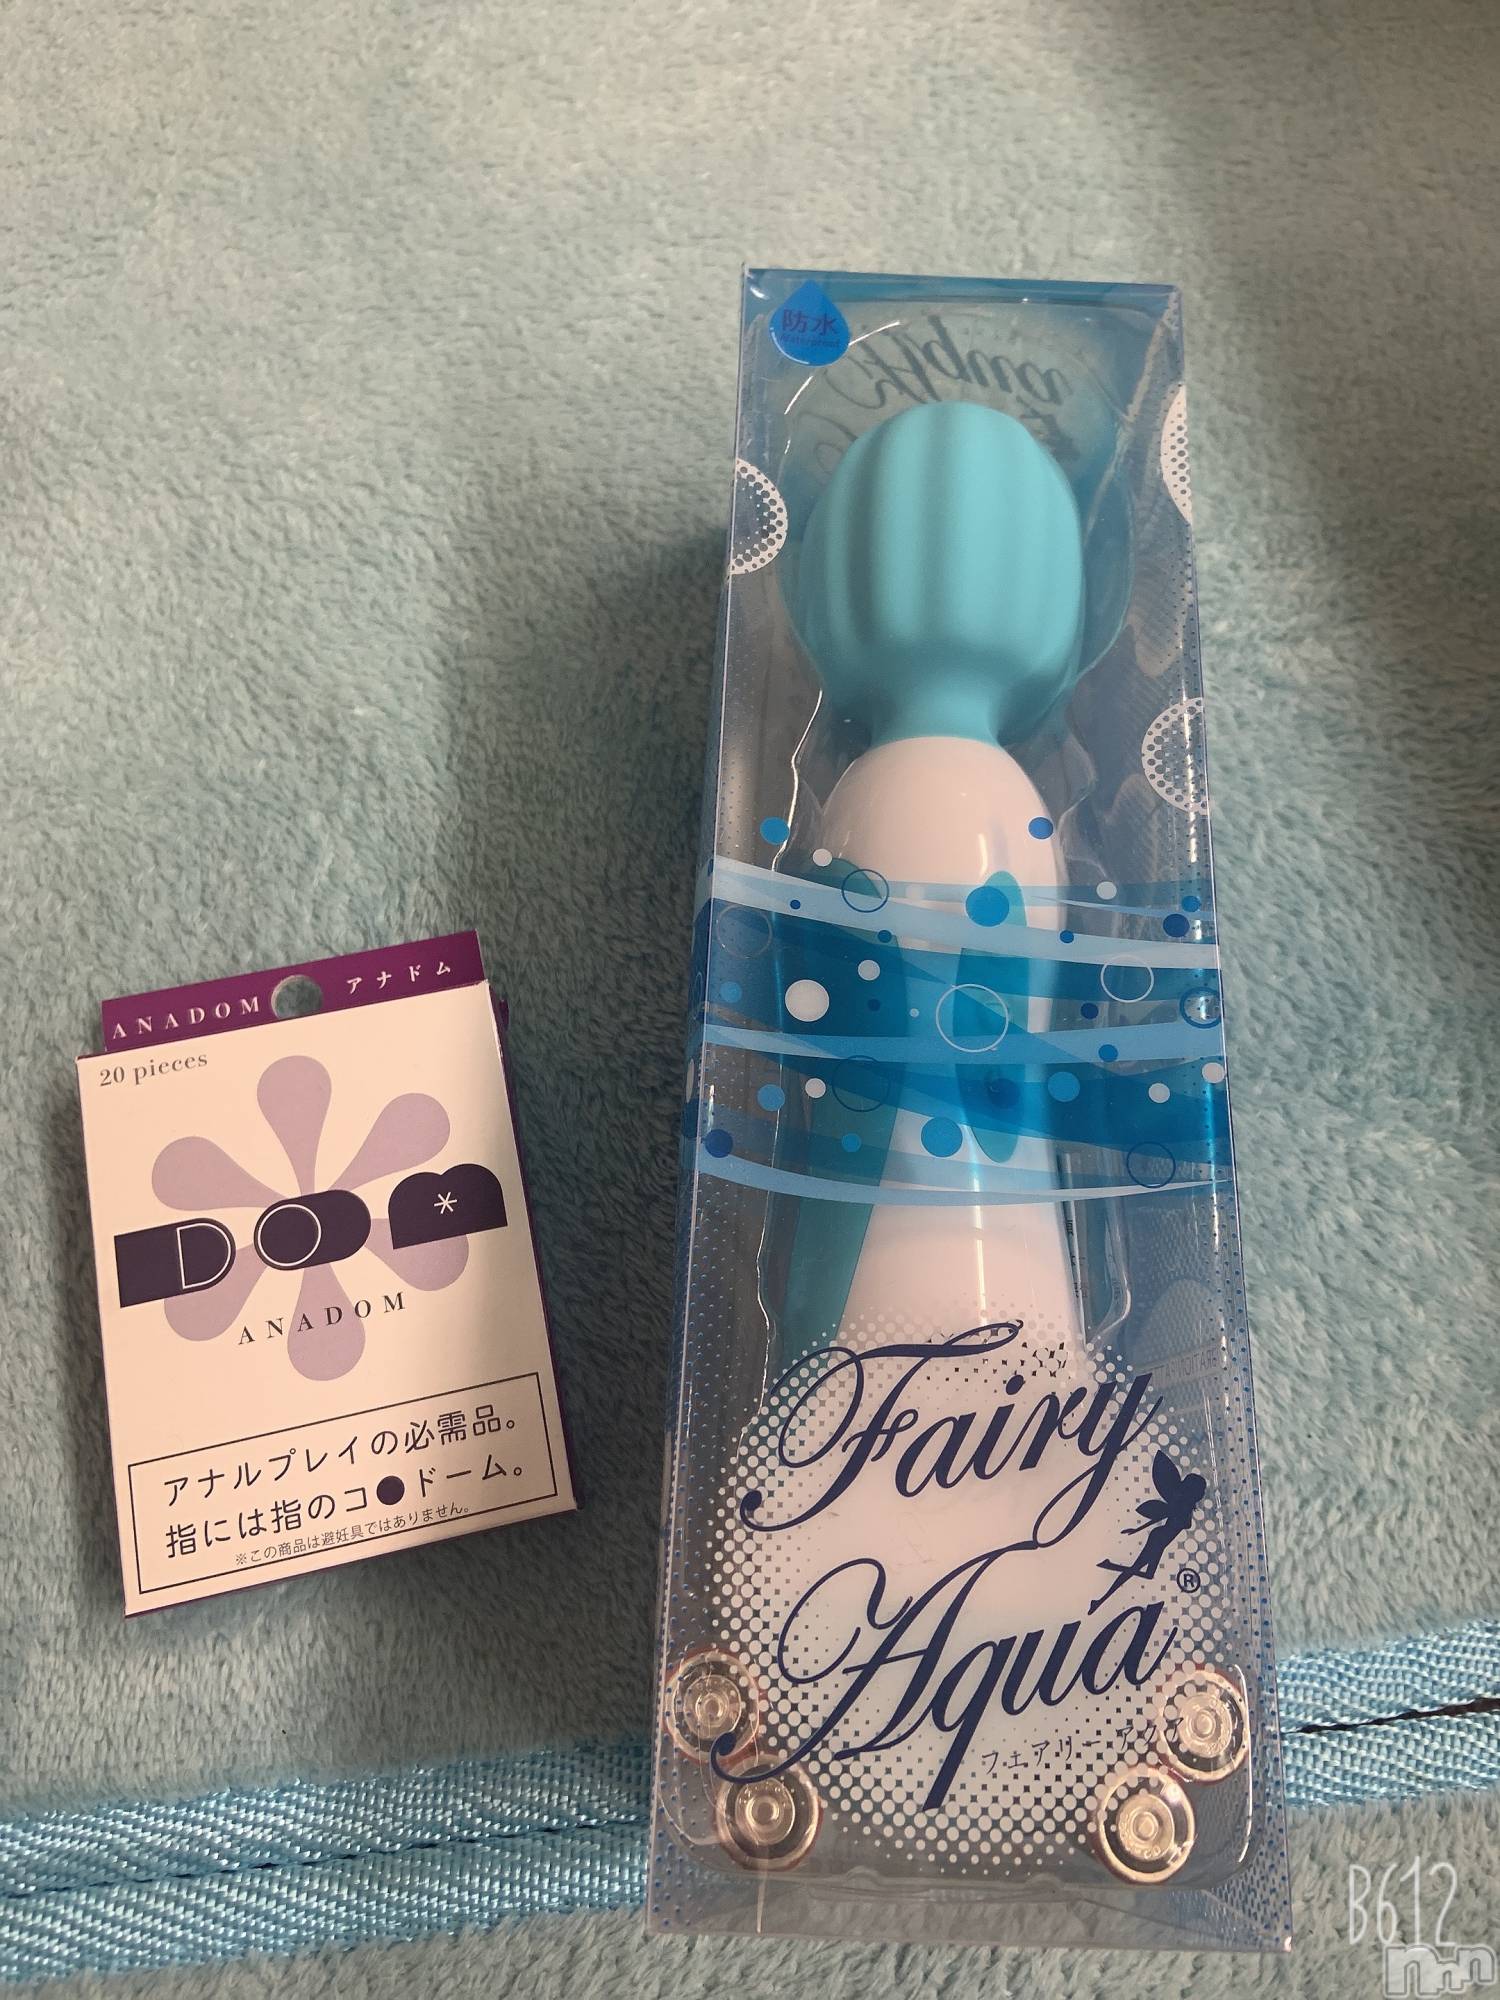 ANADOM アナドム
20 pieces
DOM
*
ANADOM
アナルプレイの必需品。
指には指のコ●ドーム。
※この商品は避妊具ではありません。
防水
Waterproof
Aqua
Fairy
Aqua®
フェアリー アクア
B612